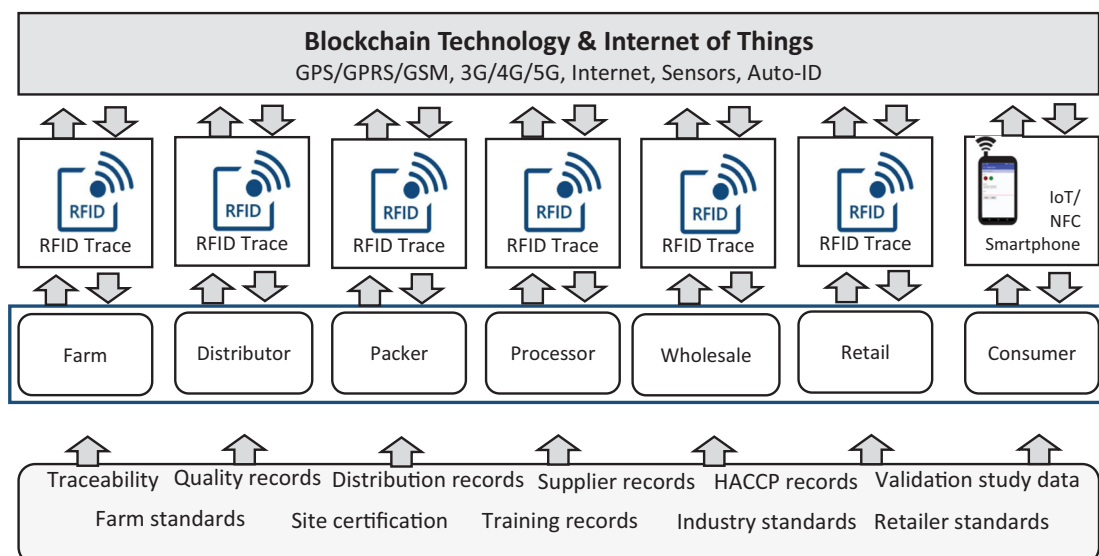 Blockchain Technology & Internet of Things
GPS/GPRS/GSM, 3G/4G/5G, Internet, Sensors, Auto-ID
RFID
RFID Trace
RFID
RFID Trace
RFID
RFID Trace
RFID
RFID Trace
RFID
RFID Trace
RFID
RFID Trace
IoT/
NFC
Smartphone
Farm
Distributor
Packer
Processor
Wholesale
Retail
Consumer
Traceability Quality records Distribution records Supplier records HACCP records Validation study data
Farm standards Site certification Training records Industry standards Retailer standards